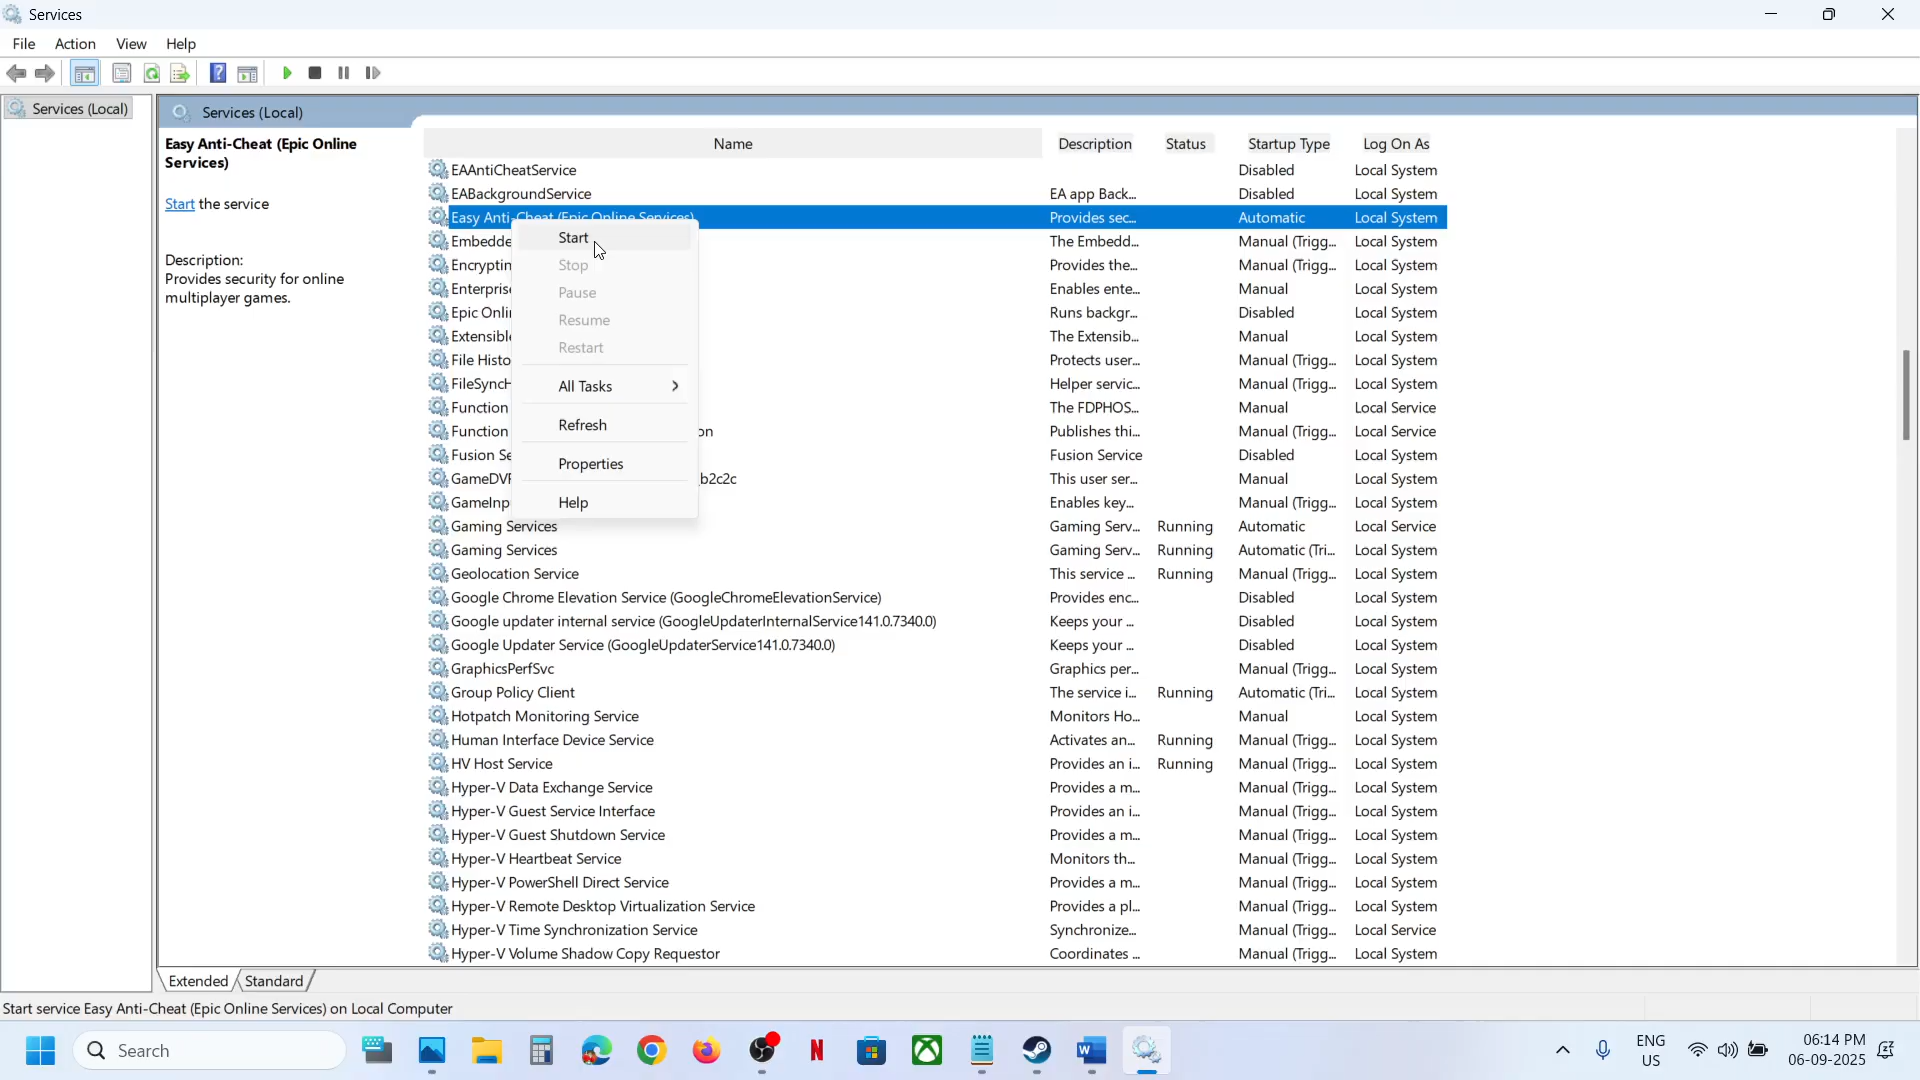 Services
File Action View Help
Services (Local)
Services (Local)
Easy Anti-Cheat (Epic Online
Services)
Start the service
Description:
Provides security for online
multiplayer games.
Name Description Status Startup Type Log On As
EAAntiCheatService Disabled Local System
EABackgroundService EA app Back... Disabled Local System
Easy Anti-Cheat (Epic Online Services) Provides sec... Automatic Local System
Embedde The Embedd... Manual (Trigg... Local System
Encryptin Provides the... Manual (Trigg... Local System
Enterprise Enables ente... Manual Local System
Epic Onli Runs backgr... Disabled Local System
Extensible The Extensib... Manual Local System
File Histo Protects user... Manual (Trigg... Local System
FileSyncH Helper servic... Manual (Trigg... Local System
Function The FDPHOS... Manual Local Service
Function on Publishes thi... Manual (Trigg... Local Service
Fusion Se Fusion Service Disabled Local System
GameDVR b2c2c This user ser... Manual Local System
GameInp Enables key... Manual (Trigg... Local System
Gaming Services Gaming Serv... Running Automatic Local Service
Gaming Services Gaming Serv... Running Automatic (Tri... Local System
Geolocation Service This service ... Running Manual (Trigg... Local System
Google Chrome Elevation Service (GoogleChromeElevationService) Provides enc... Disabled Local System
Google updater internal service (GoogleUpdaterInternalService141.0.7340.0) Keeps your ... Disabled Local System
Google Updater Service (GoogleUpdaterService141.0.7340.0) Keeps your ... Disabled Local System
GraphicsPerfSvc Graphics per... Manual (Trigg... Local System
Group Policy Client The service i... Running Automatic (Tri... Local System
Hotpatch Monitoring Service Monitors Ho... Manual Local System
Human Interface Device Service Activates an... Running Manual (Trigg... Local System
HV Host Service Provides an i... Running Manual (Trigg... Local System
Hyper-V Data Exchange Service Provides a m... Manual (Trigg... Local System
Hyper-V Guest Service Interface Provides an i... Manual (Trigg... Local System
Hyper-V Guest Shutdown Service Provides a m... Manual (Trigg... Local System
Hyper-V Heartbeat Service Monitors th... Manual (Trigg... Local System
Hyper-V PowerShell Direct Service Provides a m... Manual (Trigg... Local System
Hyper-V Remote Desktop Virtualization Service Provides a pl... Manual (Trigg... Local System
Hyper-V Time Synchronization Service Synchronize... Manual (Trigg... Local Service
Hyper-V Volume Shadow Copy Requestor Coordinates ... Manual (Trigg... Local System
Start
Stop
Pause
Resume
Restart
All Tasks
Refresh
Properties
Help
Extended Standard
Start service Easy Anti-Cheat (Epic Online Services) on Local Computer
Search
ENG
US
06:14 PM
06-09-2025